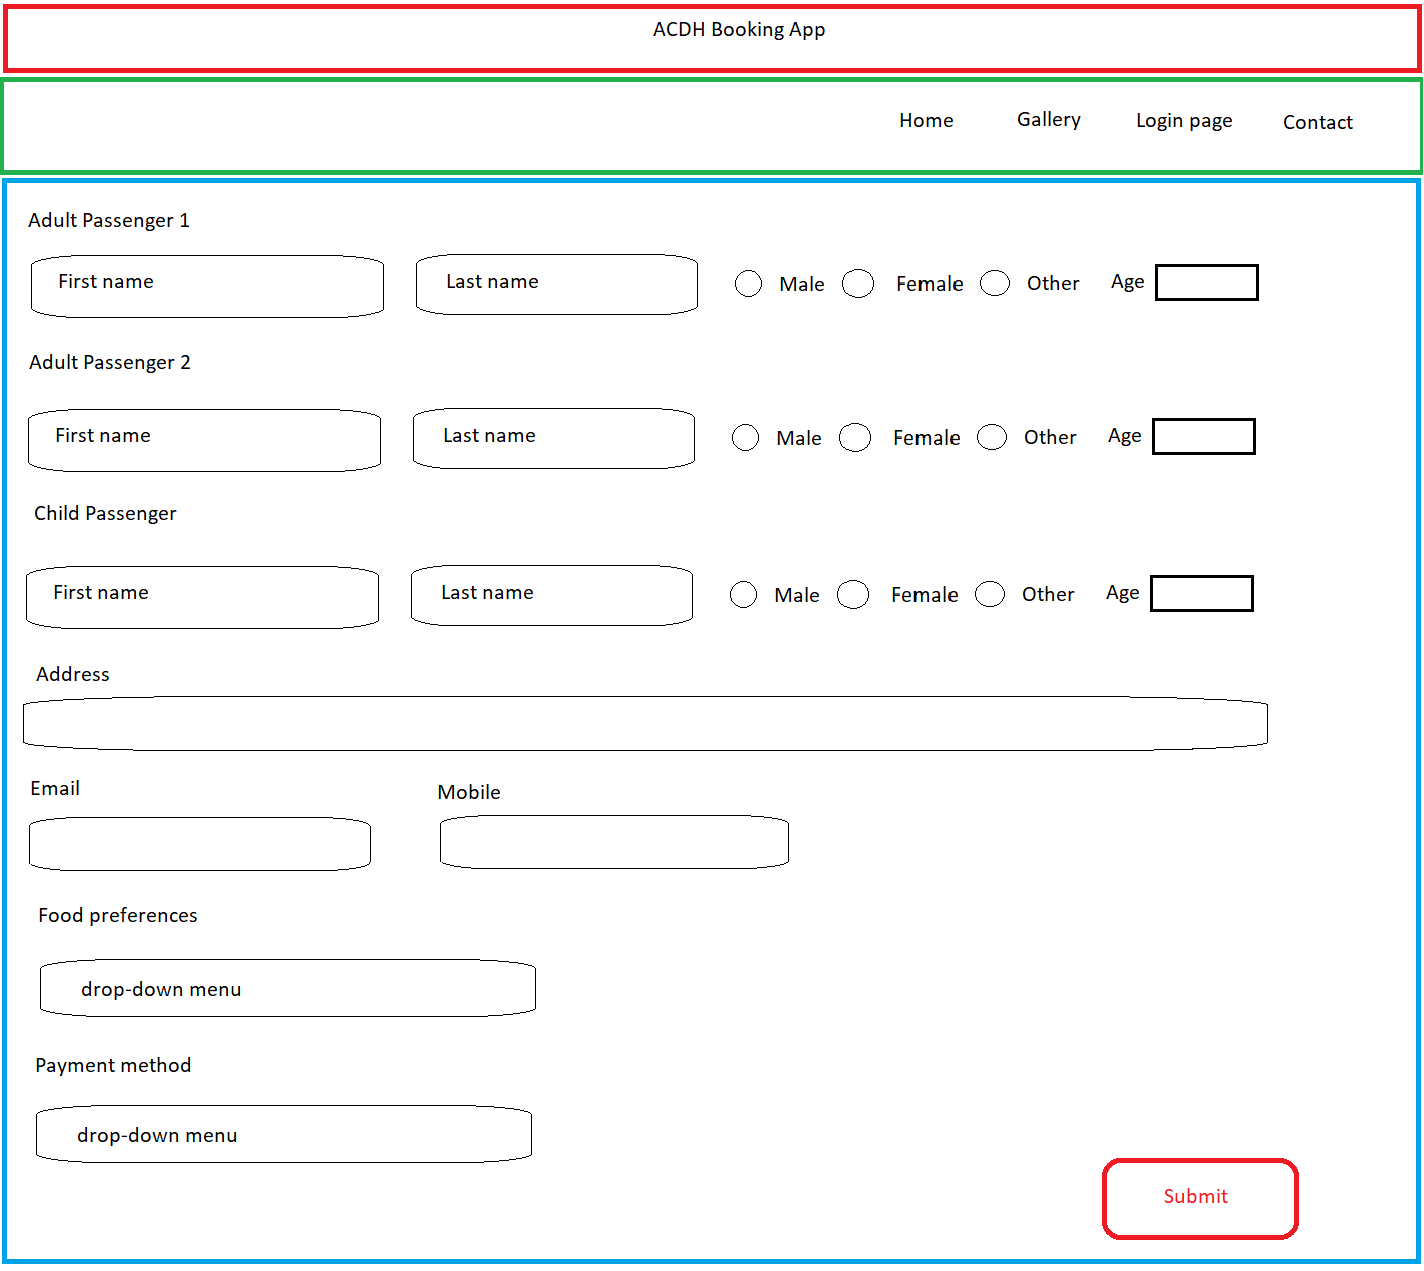 ACDH Booking App
Home Gallery Login page Contact
Adult Passenger 1
First name Last name Male Female Other Age
Adult Passenger 2
First name Last name Male Female Other Age
Child Passenger
First name Last name Male Female Other Age
Address
Email Mobile
Food preferences
drop-down menu
Payment method
drop-down menu
Submit